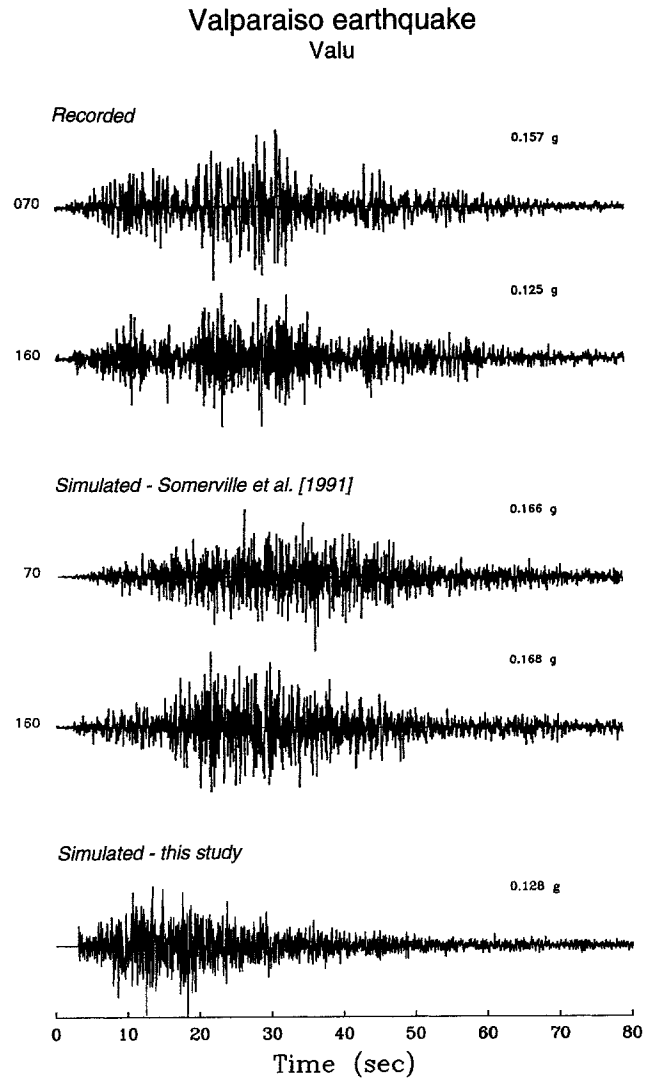 Valparaiso earthquake
Valu
Recorded
0.157 g
070
0.125 g
160
Simulated - Somerville et al. [1991]
0.166 g
70
0.168 g
160
Simulated - this study
0.128 g
0 10 20 30 40 50 60 70 80
Time (sec)